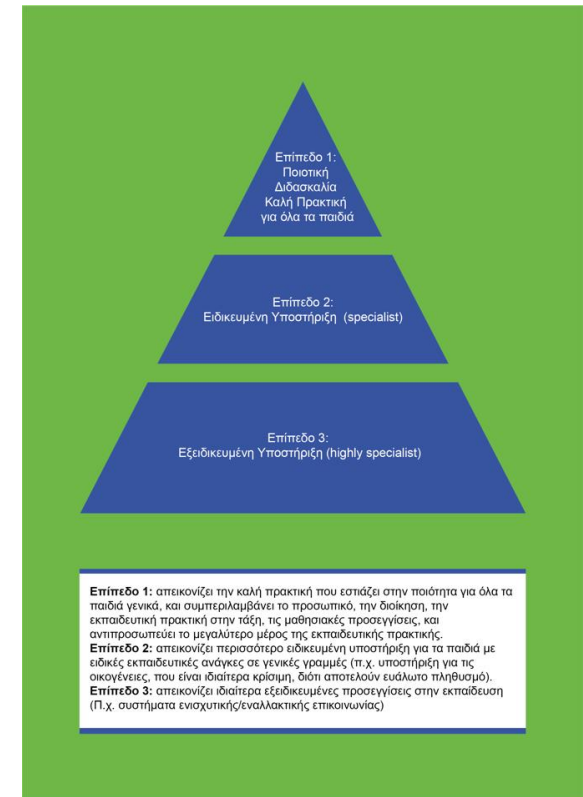 Επίπεδο 1:
Ποιοτική
Διδασκαλία
Καλή Πρακτική
για όλα τα παιδιά
Επίπεδο 2:
Ειδικευμένη Υποστήριξη (specialist)
Επίπεδο 3:
Εξειδικευμένη Υποστήριξη (highly specialist)
Επίπεδο 1: απεικονίζει την καλή πρακτική που εστιάζει στην ποιότητα για όλα τα
παιδιά γενικά, και συμπεριλαμβάνει το προσωπικό, την διοίκηση, την
εκπαιδευτική πρακτική στην τάξη, τις μαθησιακές προσεγγίσεις, και
αντιπροσωπεύει το μεγαλύτερο μέρος της εκπαιδευτικής πρακτικής.
Επίπεδο 2: απεικονίζει περισσότερο ειδικευμένη υποστήριξη για τα παιδιά με
ειδικές εκπαιδευτικές ανάγκες σε γενικές γραμμές (π.χ. υποστήριξη για τις
οικογένειες, που είναι ιδιαίτερα κρίσιμη, διότι αποτελούν ευάλωτο πληθυσμό).
Επίπεδο 3: απεικονίζει ιδιαίτερα εξειδικευμένες προσεγγίσεις στην εκπαίδευση
(Π.χ. συστήματα ενισχυτικής/εναλλακτικής επικοινωνίας)